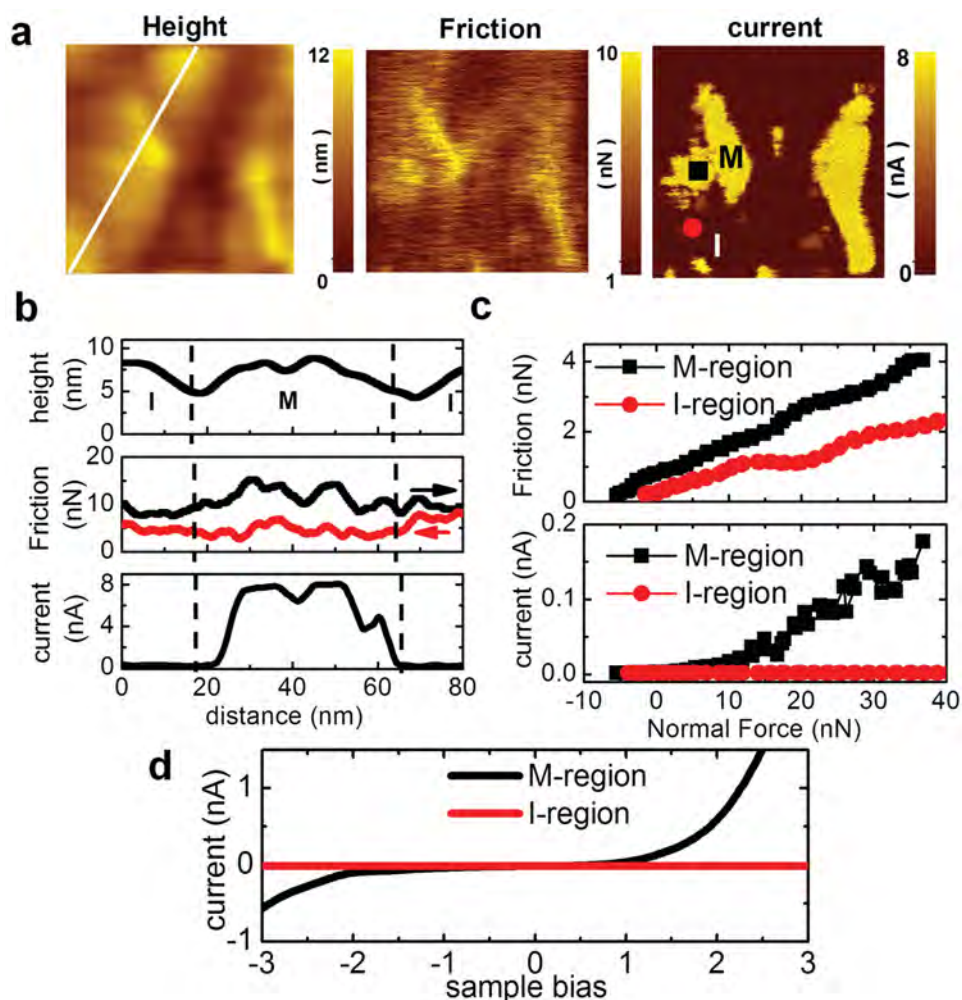 a
Height
Friction
current
12
( nm )
0
10
( nN )
1
8
( nA )
0
M
I
b
height
(nm)
10
5
0
I
M
I
Friction
(nN)
20
10
0
current
(nA)
8
4
0
0 20 40 60 80
distance (nm)
c
Friction (nN)
4
2
0
M-region
I-region
current (nA)
0.2
0.1
0.0
M-region
I-region
-10 0 10 20 30 40
Normal Force (nN)
d
current (nA)
1
0
-1
M-region
I-region
-3 -2 -1 0 1 2 3
sample bias